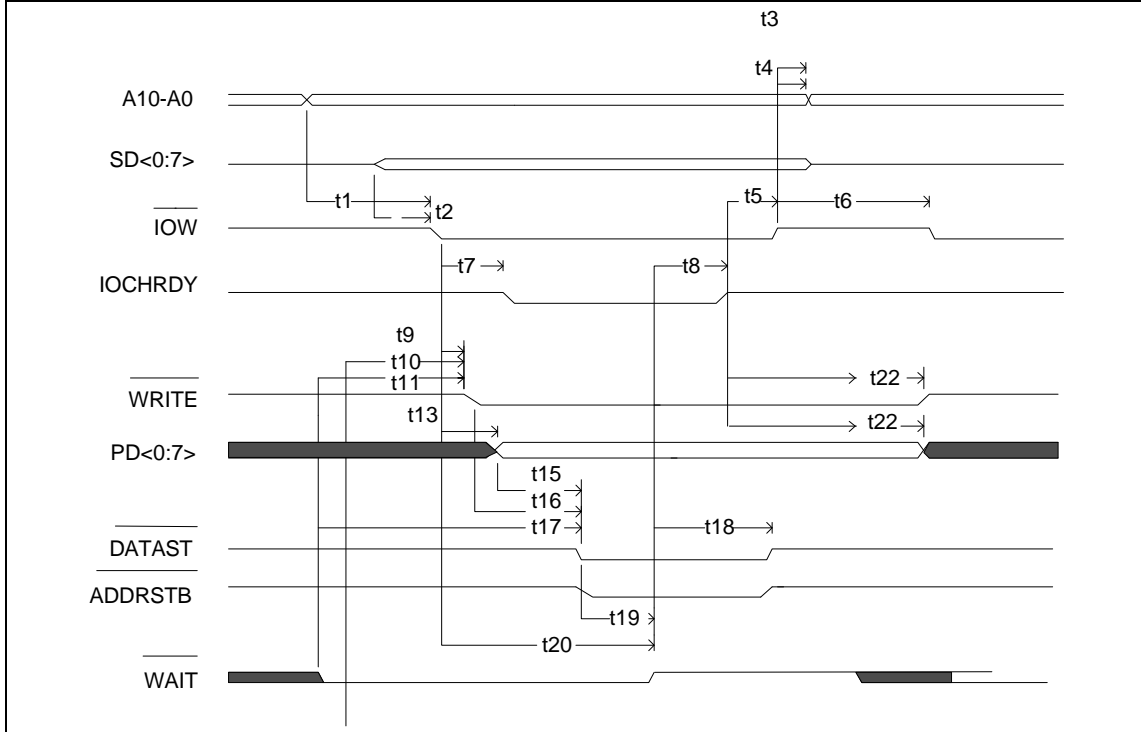 t3
t4
A10-A0
SD<0:7>
t1
t2
t5
t6
IOW
t7
t8
IOCHRDY
t9
t10
t11
t22
WRITE
t13
t22
PD<0:7>
t15
t16
t17
t18
DATAST
ADDRSTB
t19
t20
WAIT